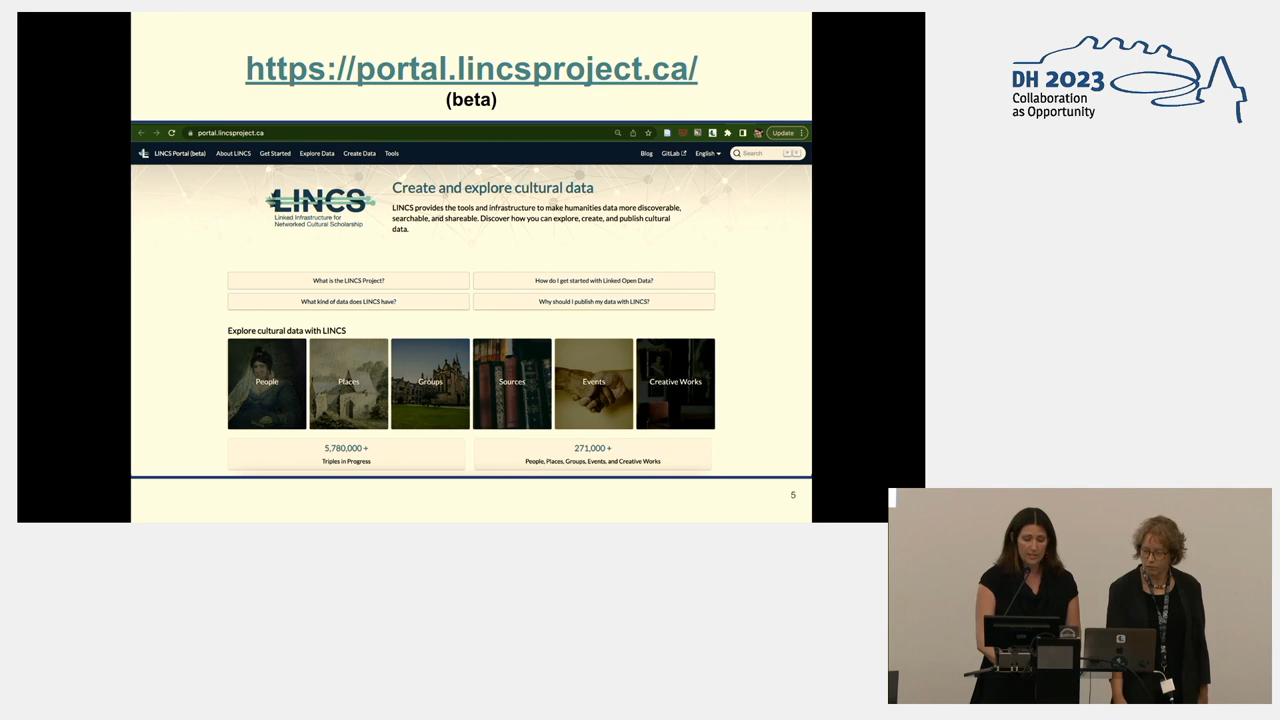 https://portal.lincsproject.ca/
(beta)
portal.lincsproject.ca
Update
LINCS Portal (beta) About LINCS Get Started Explore Data Create Data Tools Blog GitLab English Search
LINCS
Linked Infrastructure for
Networked Cultural Scholarship
Create and explore cultural data
LINCS provides the tools and infrastructure to make humanities data more discoverable,
searchable, and shareable. Discover how you can explore, create, and publish cultural
data.
What is the LINCS Project? How do I get started with Linked Open Data?
What kind of data does LINCS have? Why should I publish my data with LINCS?
Explore cultural data with LINCS
People Places Groups Sources Events Creative Works
5,780,000 + 271,000 +
Triples in Progress People, Places, Groups, Events, and Creative Works
5
DH 2023
Collaboration
as Opportunity